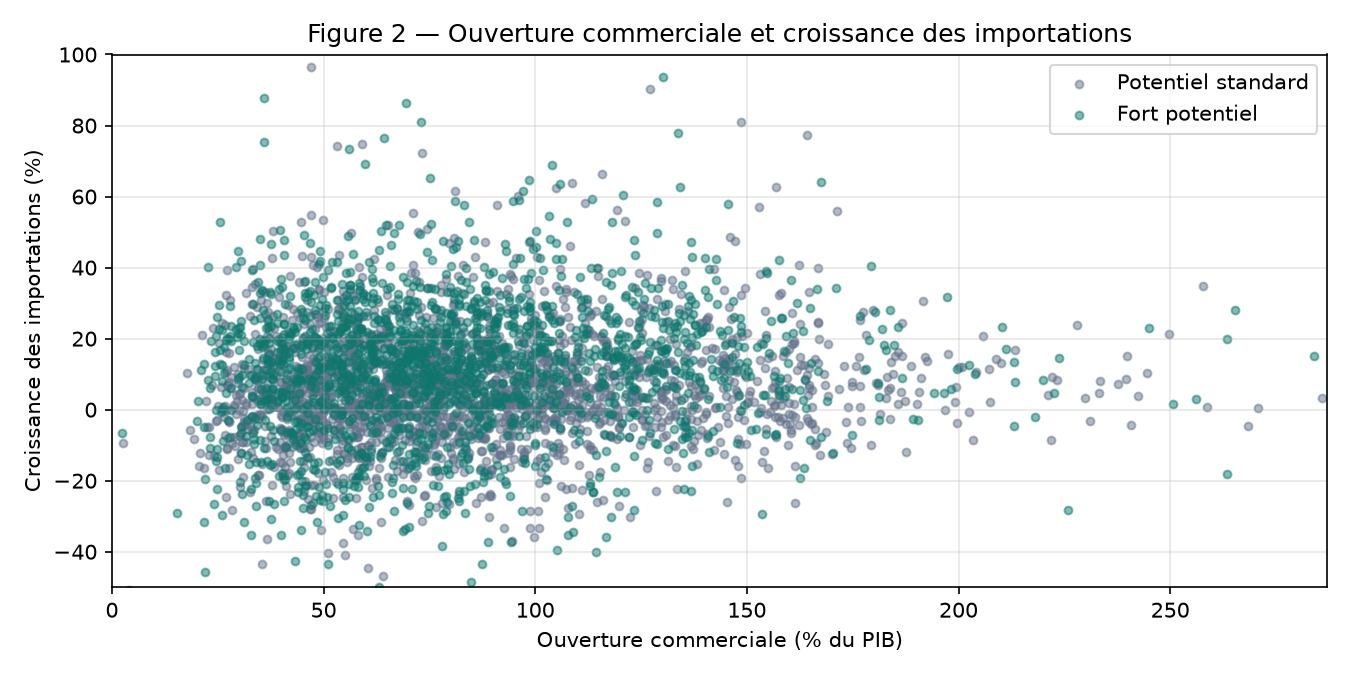 Figure 2 — Ouverture commerciale et croissance des importations
Croissance des importations (%)
100
80
60
40
20
0
−20
−40
Potentiel standard
Fort potentiel
0 50 100 150 200 250
Ouverture commerciale (% du PIB)